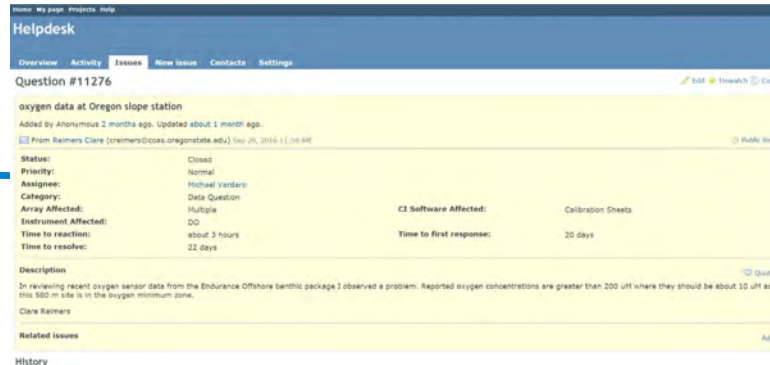 Home My page Projects Help
Helpdesk
Overview Activity Issues New issue Contacts Settings
Question #11276
Edit Unwatch
oxygen data at Oregon slope station
Added by Anonymous 2 months ago. Updated about 1 month ago.
From Reimers Clare (creimers@coas.oregonstate.edu) Sep 26, 2016 11:50 AM
Status: Closed
Priority: Normal
Assignee: Michael Vardaro
Category: Data Question
Array Affected: Multiple CI Software Affected: Calibration Sheets
Instrument Affected: DO
Time to reaction: about 3 hours Time to first response: 20 days
Time to resolve: 22 days
Description
In reviewing recent oxygen sensor data from the Endurance Offshore benthic package I observed a problem. Reported oxygen concentrations are greater than 200 uM where they should be about 10 uM as
this 580 m site is in the oxygen minimum zone.
Clare Reimers
Related issues
History